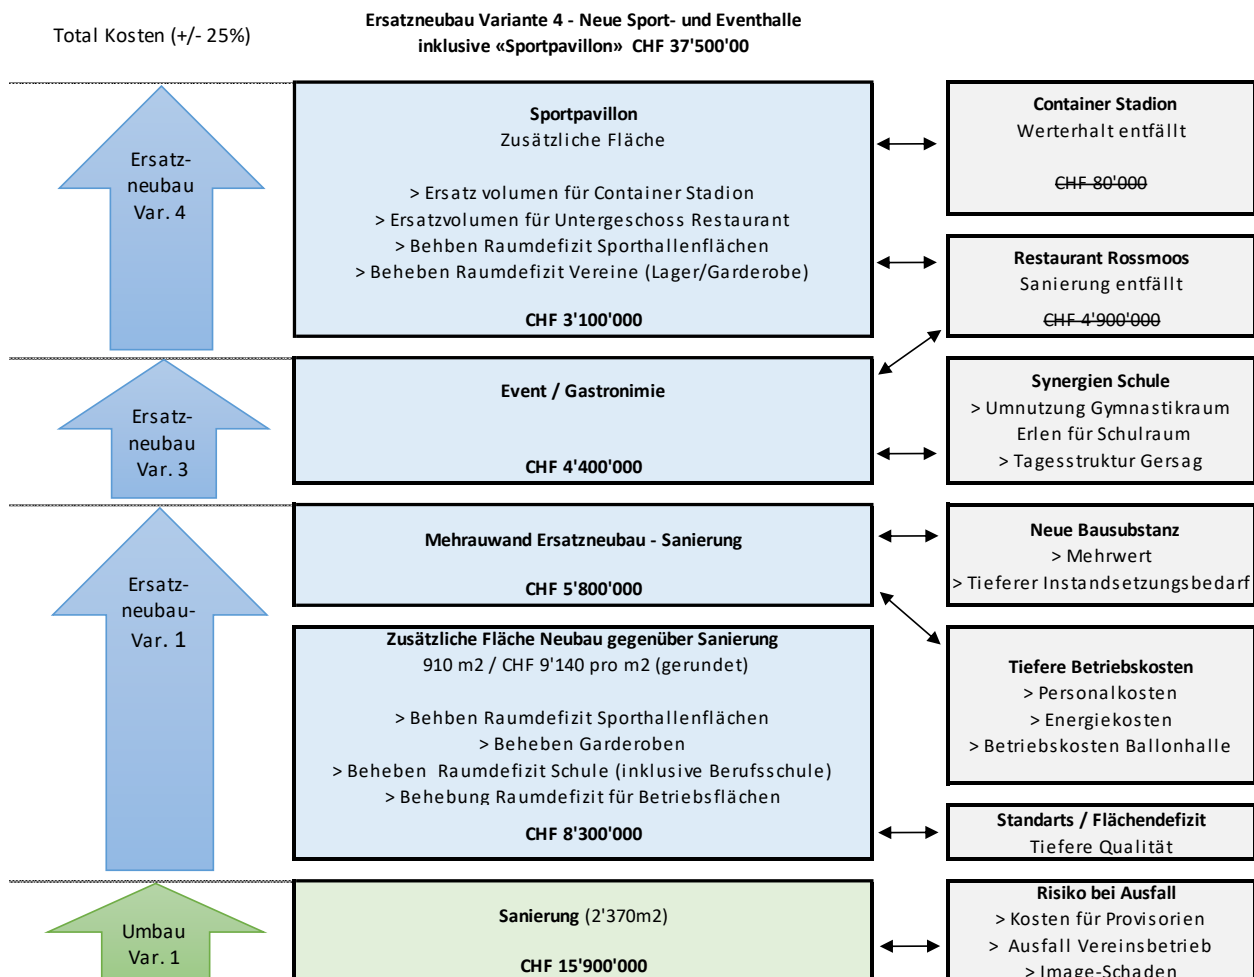 Total Kosten (+/- 25%)
Ersatzneubau Variante 4 - Neue Sport- und Eventhalle
inklusive «Sportpavillon» CHF 37'500'00
Ersatz-
neubau
Var. 4
Sportpavillon
Zusätzliche Fläche
> Ersatz volumen für Container Stadion
> Ersatzvolumen für Untergeschoss Restaurant
> Behben Raumdefizit Sporthallenflächen
> Beheben Raumdefizit Vereine (Lager/Garderobe)
CHF 3'100'000
Container Stadion
Werterhalt entfällt
CHF 80'000
Restaurant Rossmoos
Sanierung entfällt
CHF 4'900'000
Ersatz-
neubau
Var. 3
Event / Gastronimie
CHF 4'400'000
Synergien Schule
> Umnutzung Gymnastikraum
Erlen für Schulraum
> Tagesstruktur Gersag
Ersatz-
neubau-
Var. 1
Mehrauwand Ersatzneubau - Sanierung
CHF 5'800'000
Neue Bausubstanz
> Mehrwert
> Tieferer Instandsetzungsbedarf
Zusätzliche Fläche Neubau gegenüber Sanierung
910 m2 / CHF 9'140 pro m2 (gerundet)
> Behben Raumdefizit Sporthallenflächen
> Beheben Garderoben
> Beheben Raumdefizit Schule (inklusive Berufsschule)
> Behebung Raumdefizit für Betriebsflächen
CHF 8'300'000
Tiefere Betriebskosten
> Personalkosten
> Energiekosten
> Betriebskosten Ballonhalle
Standarts / Flächendefizit
Tiefere Qualität
Umbau
Var. 1
Sanierung (2'370m2)
CHF 15'900'000
Risiko bei Ausfall
> Kosten für Provisorien
> Ausfall Vereinsbetrieb
> Image-Schaden